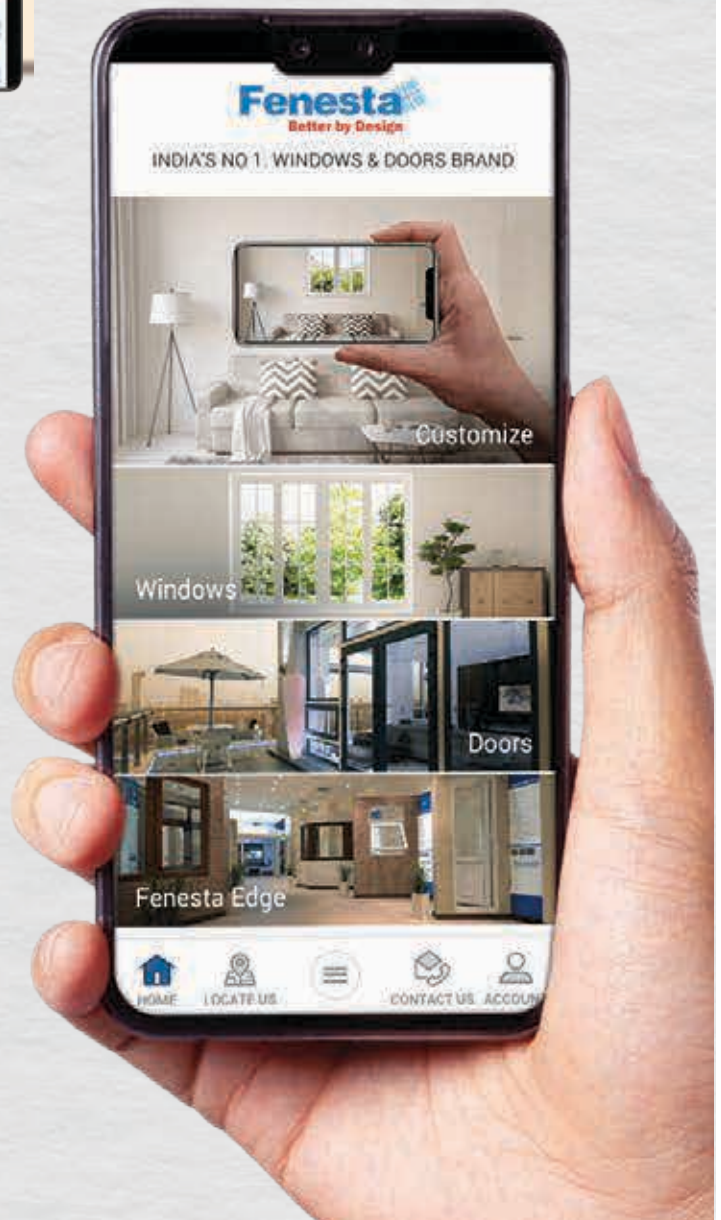 Fenesta
Better by Design
INDIA'S NO 1. WINDOWS & DOORS BRAND
Customize
Windows
Doors
Fenesta Edge
HOME
LOCATE US
CONTACT US
ACCOUNT